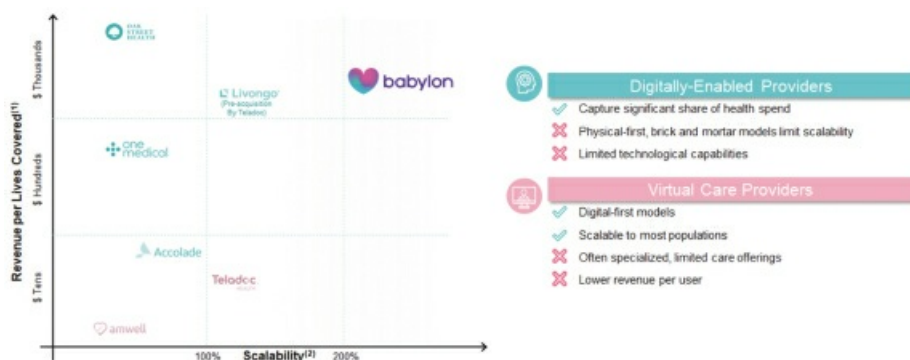 OAK
STREET
HEALTH
babylon
Livongo
(Pre-acquisition
By Teladoc)
one
medical
Accolade
Teladoc
HEALTH
amwell
Revenue per Lives Covered(1)
$ Thousands
$ Hundreds
$ Tens
100%
Scalability(2)
200%
Digitally-Enabled Providers
Capture significant share of health spend
Physical-first, brick and mortar models limit scalability
Limited technological capabilities
Virtual Care Providers
Digital-first models
Scalable to most populations
Often specialized, limited care offerings
Lower revenue per user